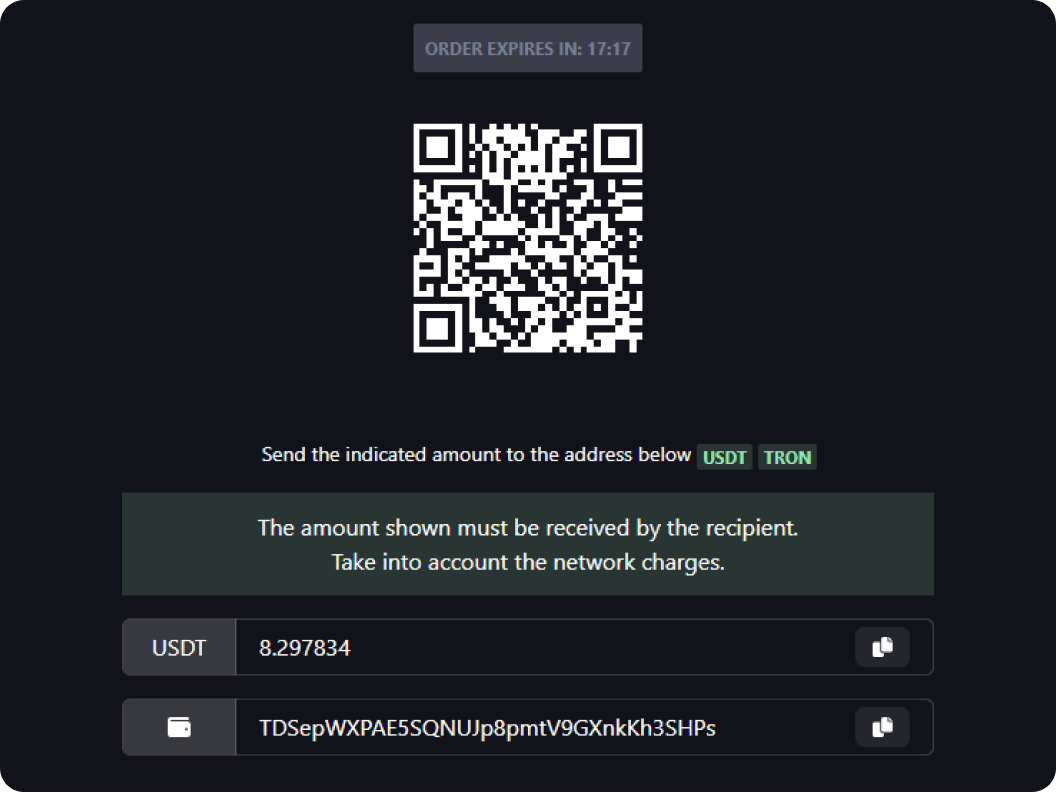 ORDER EXPIRES IN: 17:17
Send the indicated amount to the address below USDT TRON
The amount shown must be received by the recipient.
Take into account the network charges.
USDT 8.297834
TDSepWXPAE5SQNUJp8pmtV9GXnkKh3SHPs